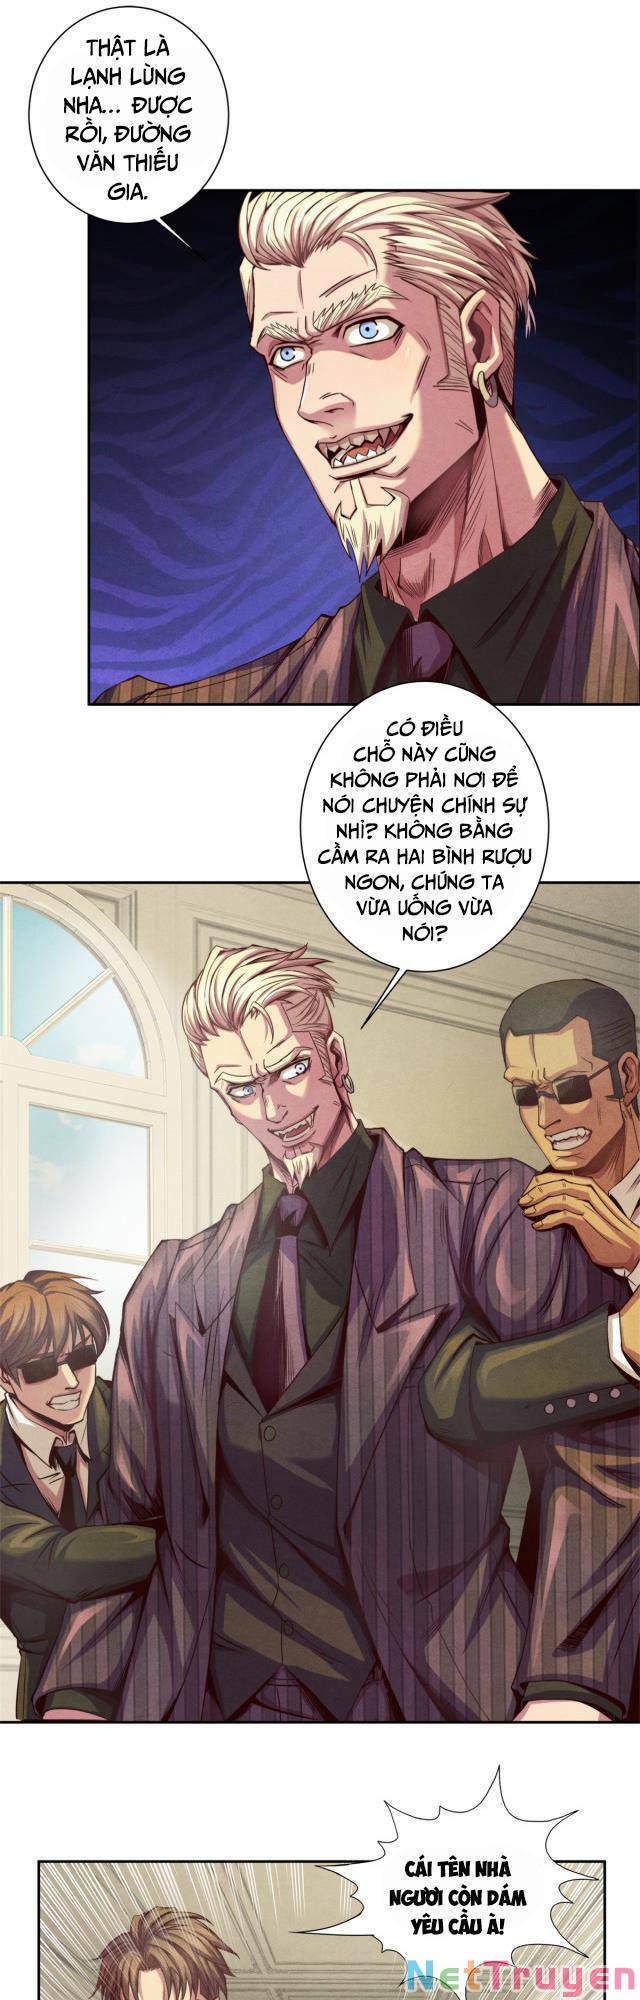 THẬT LÀ
LẠNH LÙNG
NHA... ĐƯỢC
RỒI, ĐƯỜNG
VĂN THIẾU
GIA.
CÓ ĐIỀU
CHỖ NÀY CŨNG
KHÔNG PHẢI NƠI ĐỂ
NÓI CHUYỆN CHÍNH SỰ
NHỈ? KHÔNG BẰNG
CẦM RA HAI BÌNH RƯỢU
NGON, CHÚNG TA
VỪA UỐNG VỪA
NÓI?
CÁI TÊN NHÀ
NGƯƠI CÒN DÁM
YÊU CẦU À!
NetTruyen